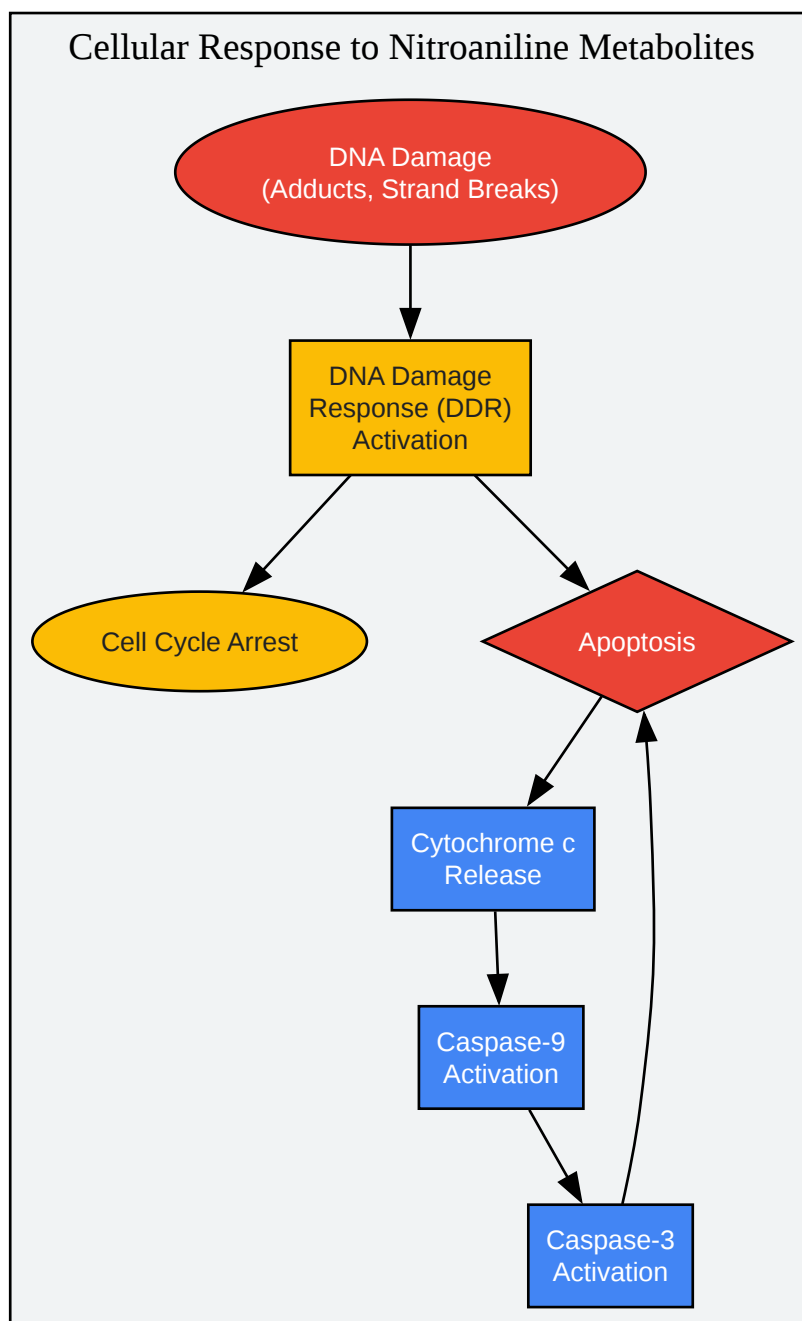 Cellular Response to Nitroaniline Metabolites
DNA Damage
(Adducts, Strand Breaks)
DNA Damage
Response (DDR)
Activation
Cell Cycle Arrest
Apoptosis
Cytochrome c
Release
Caspase-9
Activation
Caspase-3
Activation